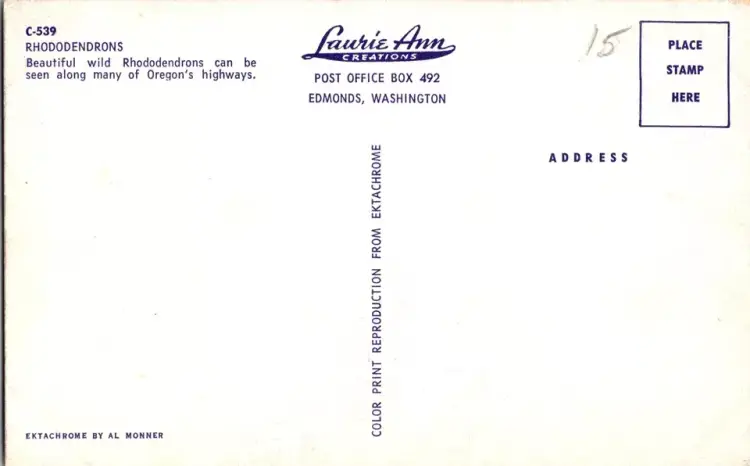 C-539
RHODODENDRONS
Beautiful wild Rhododendrons can be
seen along many of Oregon's highways.
Laurie Ann
CREATIONS
POST OFFICE BOX 492
EDMONDS, WASHINGTON
15
PLACE
STAMP
HERE
ADDRESS
COLOR PRINT REPRODUCTION FROM EKTACHROME
EKTACHROME BY AL MONNER